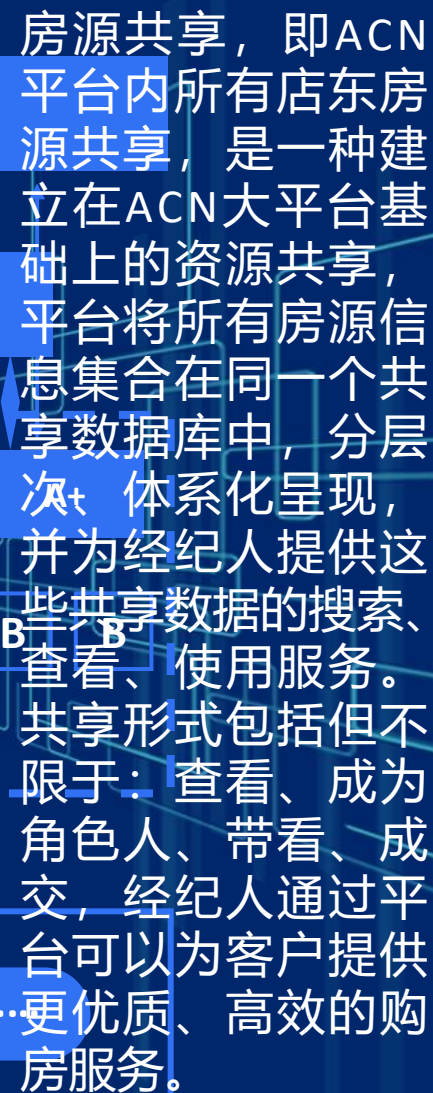 房源共享，即ACN
平台内所有店东房
源共享，是一种建
立在ACN大平台基
础上的资源共享，
平台将所有房源信
息集合在同一个共
享数据库中，分层
次、体系化呈现，
A+
并为经纪人提供这
些共享数据的搜索、
B
B
查看、使用服务。
共享形式包括但不
限于：查看、成为
角色人、带看、成
交，经纪人通过平
台可以为客户提供
更优质、高效的购
房服务。